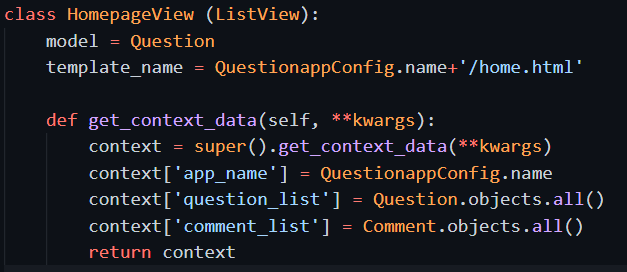 class HomepageView (ListView):
    model = Question
    template_name = QuestionappConfig.name+'/home.html'

    def get_context_data(self, **kwargs):
        context = super().get_context_data(**kwargs)
        context['app_name'] = QuestionappConfig.name
        context['question_list'] = Question.objects.all()
        context['comment_list'] = Comment.objects.all()
        return context